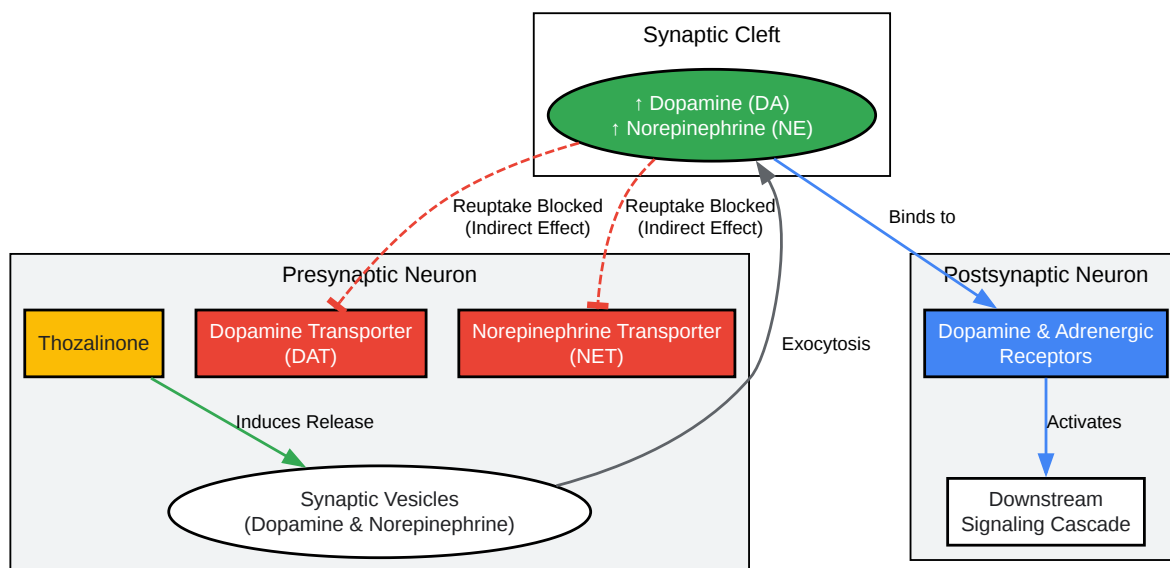 Synaptic Cleft
↑ Dopamine (DA)
↑ Norepinephrine (NE)
Reuptake Blocked
(Indirect Effect)
Reuptake Blocked
(Indirect Effect)
Binds to
Presynaptic Neuron
Thozalinone
Dopamine Transporter
(DAT)
Norepinephrine Transporter
(NET)
Exocytosis
Induces Release
Synaptic Vesicles
(Dopamine & Norepinephrine)
Postsynaptic Neuron
Dopamine & Adrenergic
Receptors
Activates
Downstream
Signaling Cascade